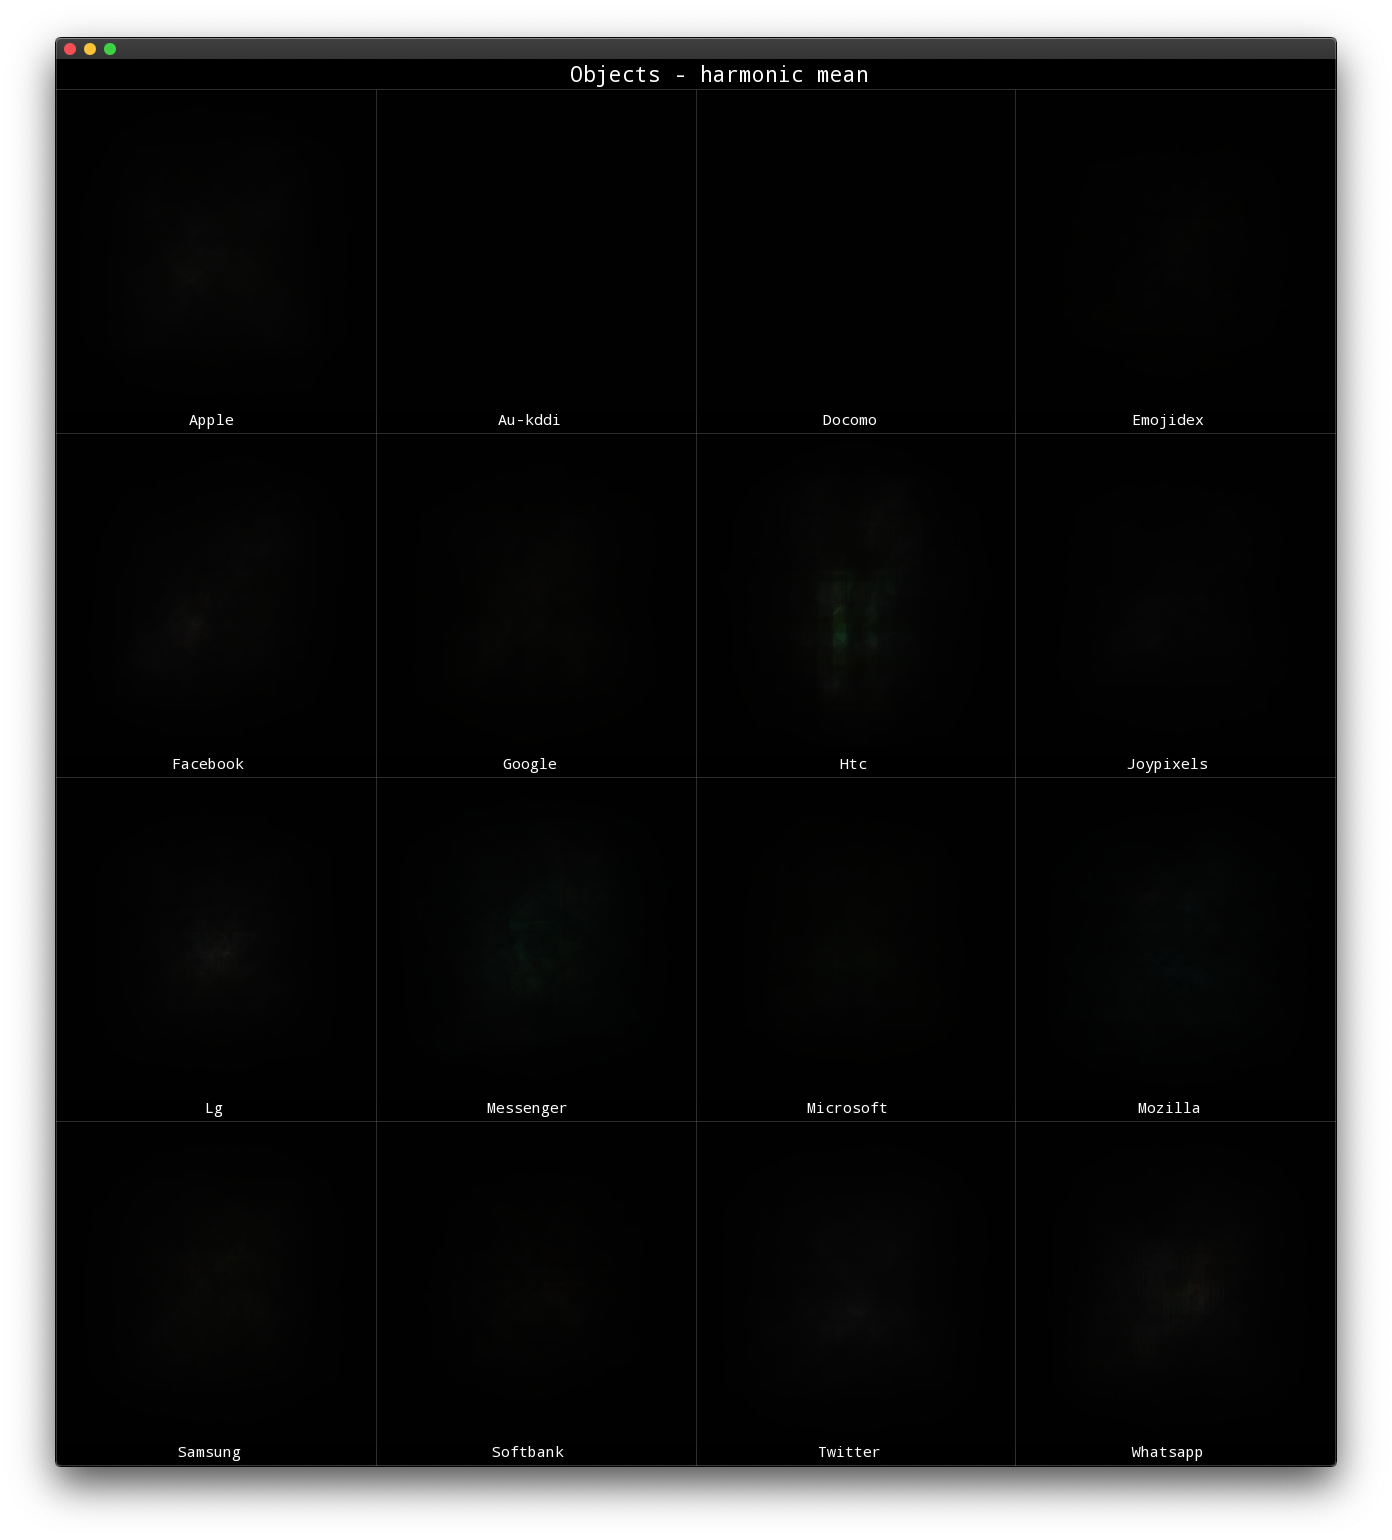 Objects - harmonic mean
Apple
Au-kddi
Docomo
Emojidex
Facebook
Google
Htc
Joypixels
Lg
Messenger
Microsoft
Mozilla
Samsung
Softbank
Twitter
Whatsapp